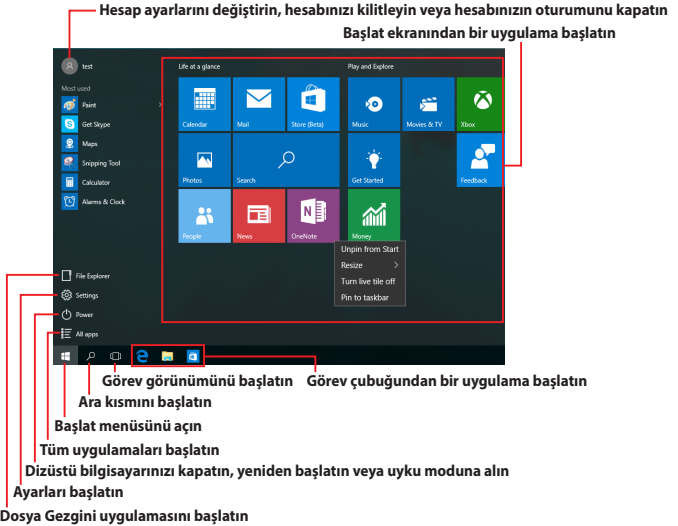 Hesap ayarlarını değiştirin, hesabınızı kilitleyin veya hesabınızın oturumunu kapatın
Başlat ekranından bir uygulama başlatın
test
Life at a glance
Play and Explore
Most used
Paint
Get Skype
Maps
Snipping Tool
Calculator
Alarms & Clock
Calendar
Mail
Store (Beta)
Music
Movies & TV
Xbox
Photos
Search
Get Started
Feedback
People
News
OneNote
Money
Unpin from Start
Resize
Turn live tile off
Pin to taskbar
File Explorer
Settings
Power
All apps
Görev görünümünü başlatın
Görev çubuğundan bir uygulama başlatın
Ara kısmını başlatın
Başlat menüsünü açın
Tüm uygulamaları başlatın
Dizüstü bilgisayarınızı kapatın, yeniden başlatın veya uyku moduna alın
Ayarları başlatın
Dosya Gezgini uygulamasını başlatın